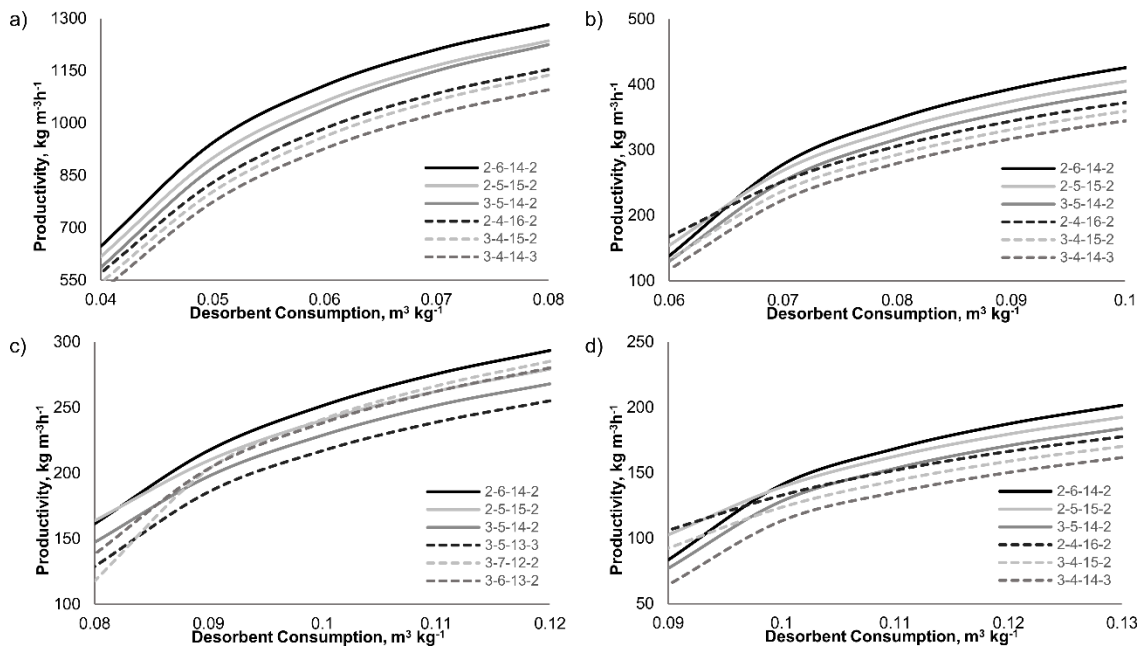 a)
Productivity, kg m⁻³h⁻¹
1300
1150
1000
850
700
550
2-6-14-2
2-5-15-2
3-5-14-2
2-4-16-2
3-4-15-2
3-4-14-3
0.04 0.05 0.06 0.07 0.08
Desorbent Consumption, m³ kg⁻¹
b)
Productivity, kg m⁻³h⁻¹
500
400
300
200
100
2-6-14-2
2-5-15-2
3-5-14-2
2-4-16-2
3-4-15-2
3-4-14-3
0.06 0.07 0.08 0.09 0.1
Desorbent Consumption, m³ kg⁻¹
c)
Productivity, kg m⁻³h⁻¹
300
250
200
150
100
2-6-14-2
2-5-15-2
3-5-14-2
3-5-13-3
3-7-12-2
3-6-13-2
0.08 0.09 0.1 0.11 0.12
Desorbent Consumption, m³ kg⁻¹
d)
Productivity, kg m⁻³h⁻¹
250
200
150
100
50
2-6-14-2
2-5-15-2
3-5-14-2
2-4-16-2
3-4-15-2
3-4-14-3
0.09 0.1 0.11 0.12 0.13
Desorbent Consumption, m³ kg⁻¹